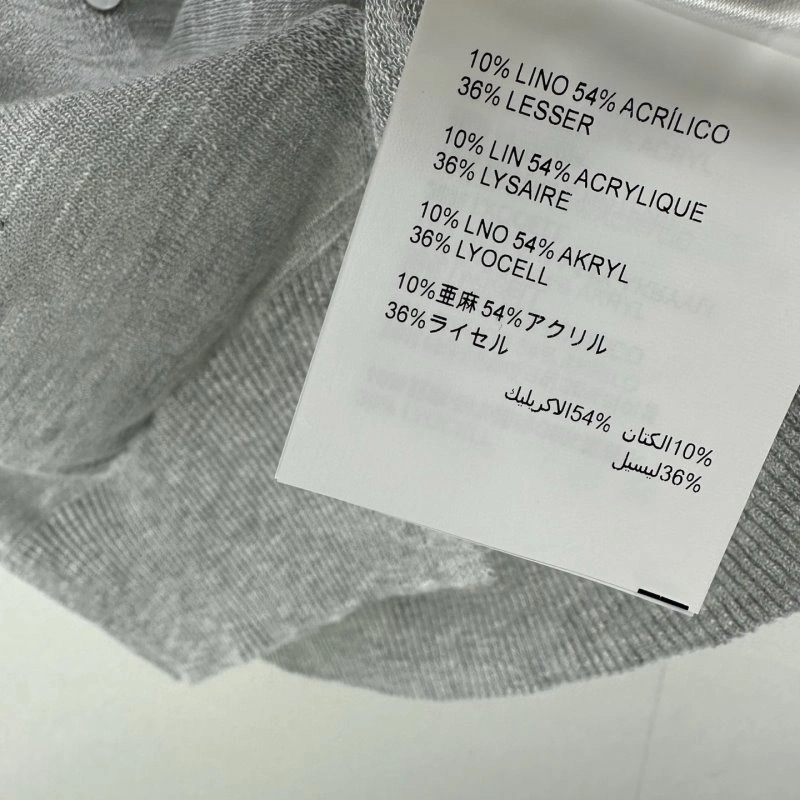 10% LINO 54% ACRÍLICO
36% LESSER
10% LIN 54% ACRYLIQUE
36% LYSAIRE
10% LNO 54% AKRYL
36% LYOCELL
10%亜麻 54%アクリル
36%ライセル
10%الكتان 54%الاكريليك
36%ليسيل